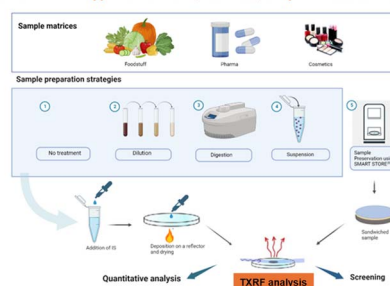 Sample matrices
Foodstuff
Pharma
Cosmetics
Sample preparation strategies
1
2
3
4
5
No treatment
Dilution
Digestion
Suspension
Sample
Preservation using
SMART STORE
Addition of IS
Deposition on a reflector
and drying
Sandwiched
sample
Quantitative analysis
TXRF analysis
Screening